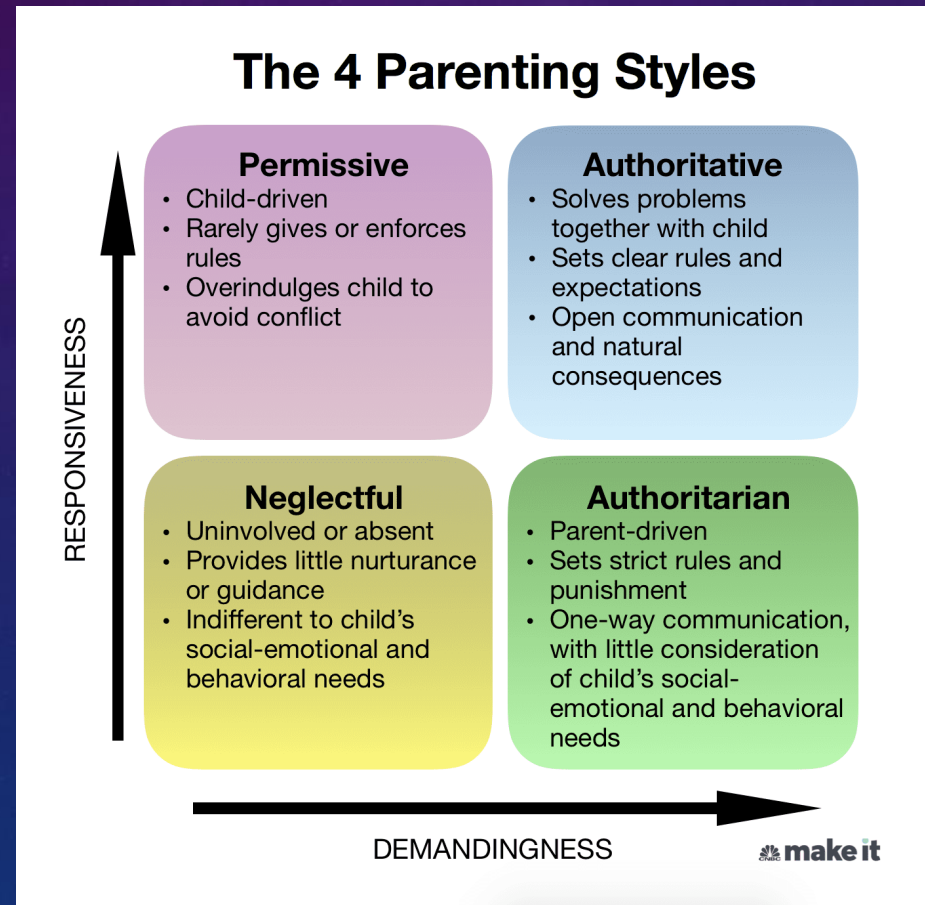 The 4 Parenting Styles
Permissive
• Child-driven
• Rarely gives or enforces
rules
• Overindulges child to
avoid conflict
Authoritative
• Solves problems
together with child
• Sets clear rules and
expectations
• Open communication
and natural
consequences
RESPONSIVENESS
Neglectful
• Uninvolved or absent
• Provides little nurturance
or guidance
• Indifferent to child’s
social-emotional and
behavioral needs
Authoritarian
• Parent-driven
• Sets strict rules and
punishment
• One-way communication,
with little consideration
of child’s social-
emotional and behavioral
needs
DEMANDINGNESS
CNBC make it